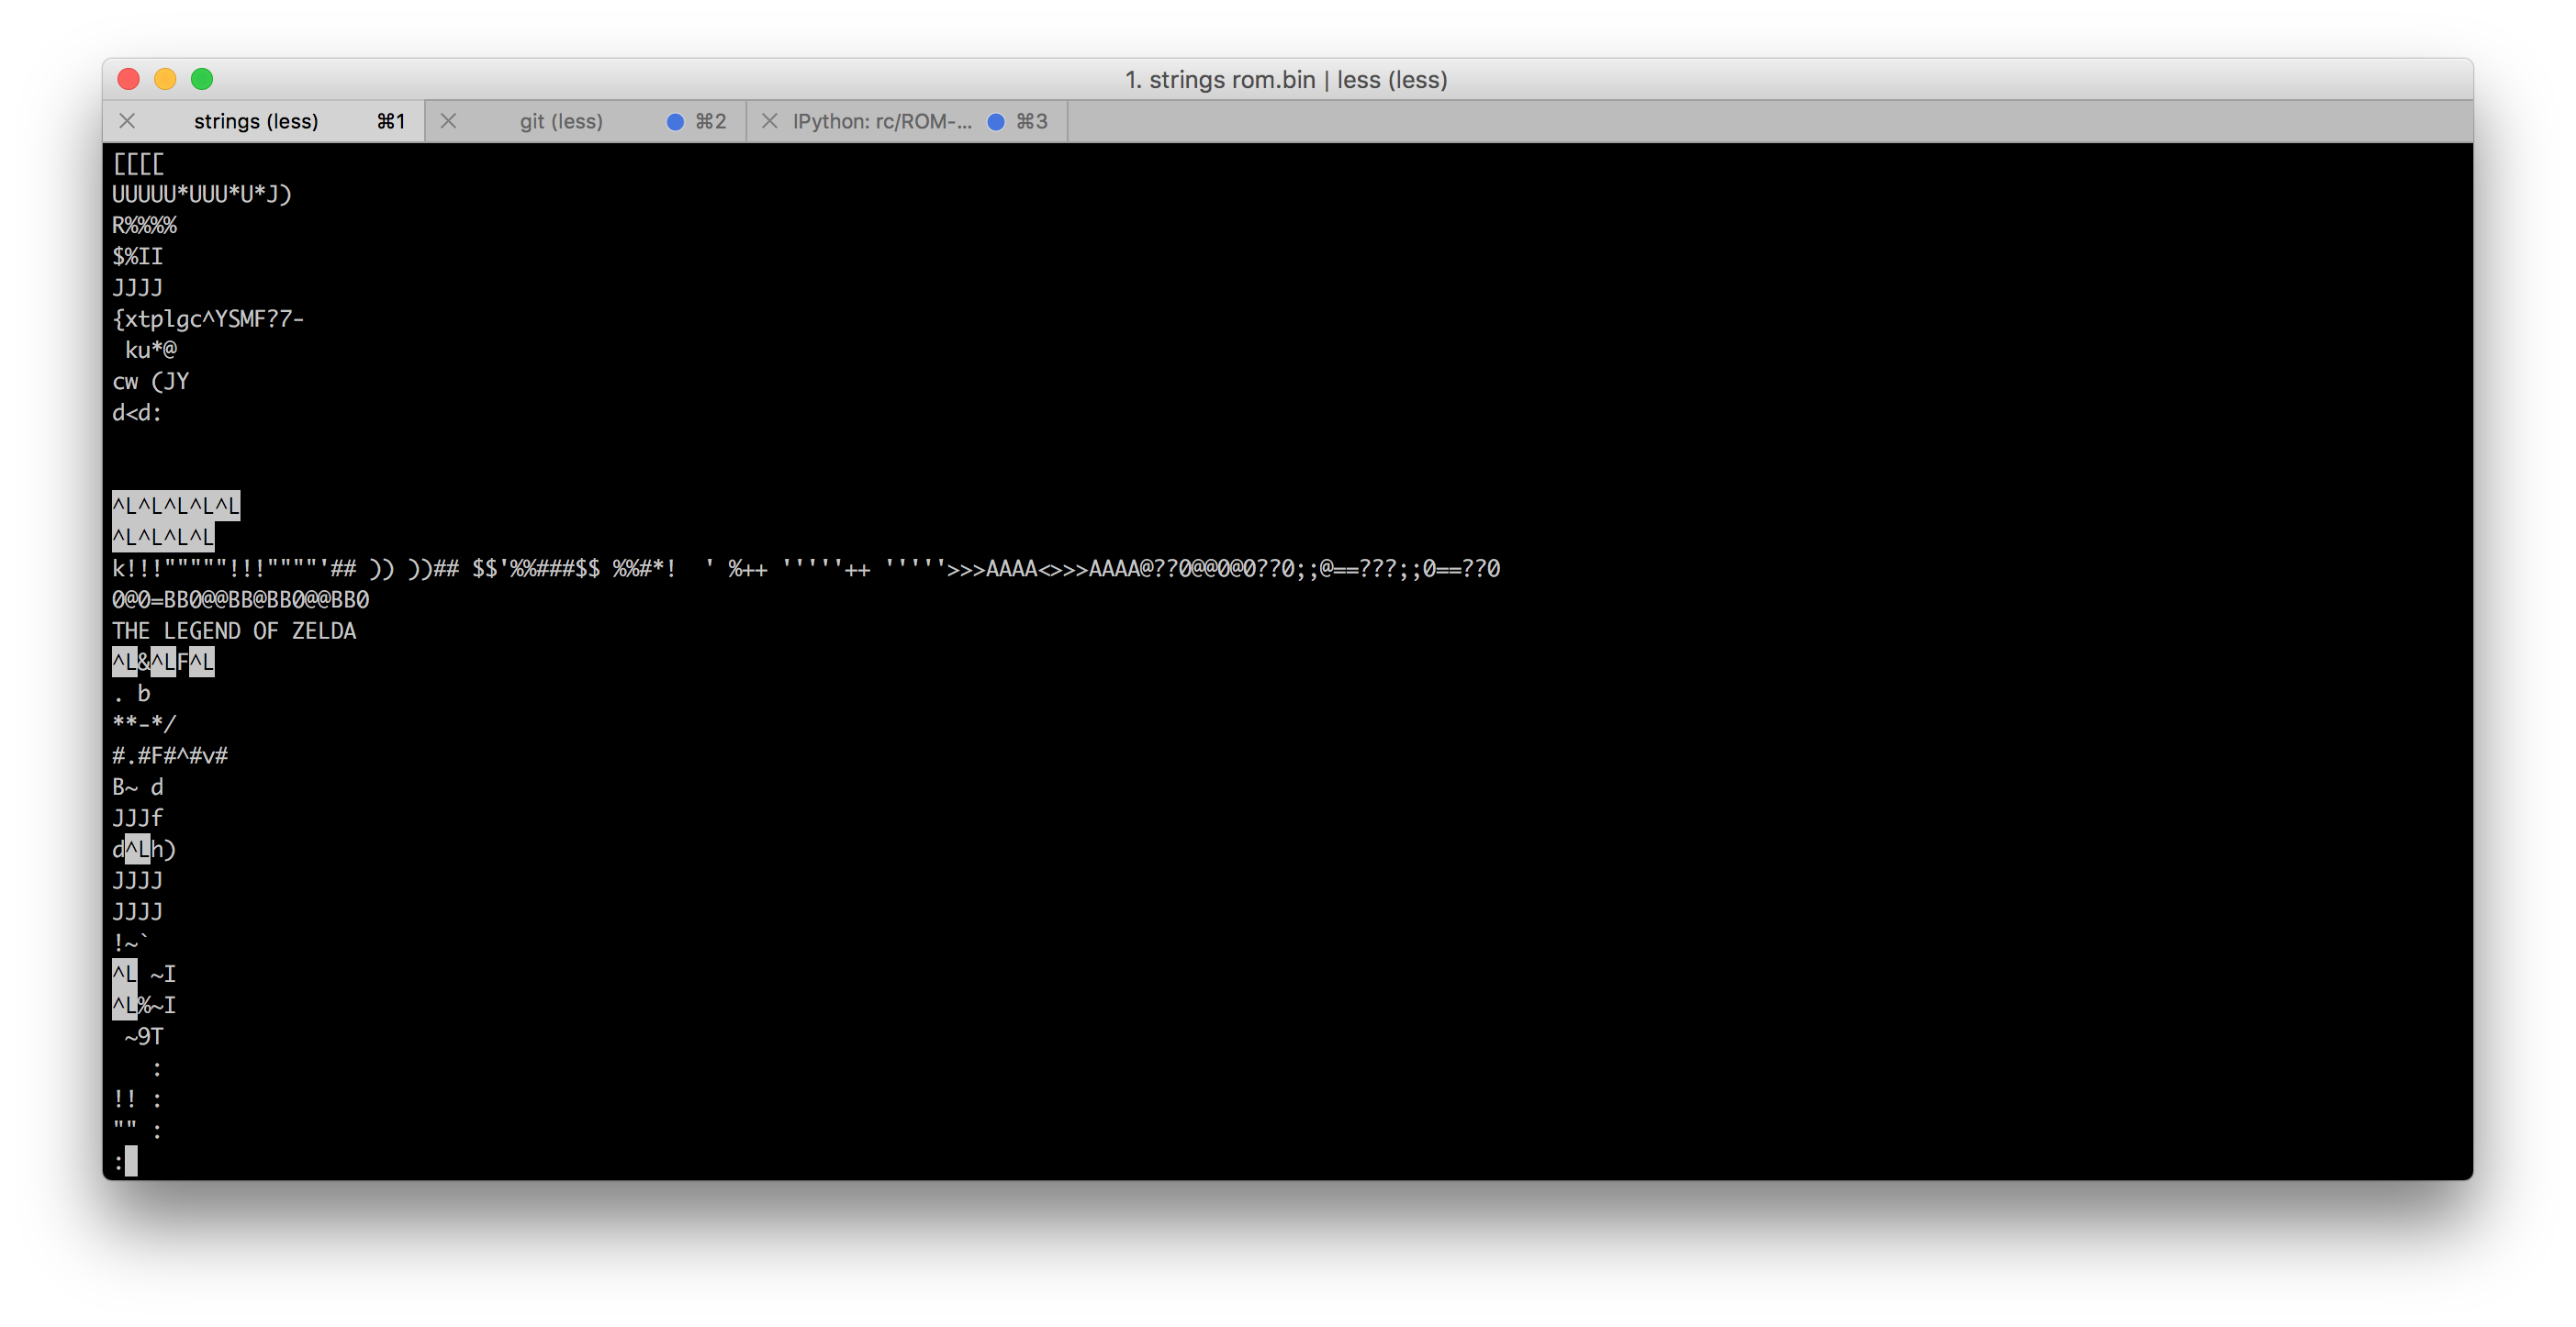 1. strings rom.bin | less (less)
strings (less) ⌘1 git (less) ⌘2 IPython: rc/ROM-... ⌘3
[[[[
UUUUU*UUU*U*J)
R%%%%
$%II
JJJJ
{xtplgc^YSMF?7-
 ku*@
cw (JY
d<d:
^L^L^L^L^L
^L^L^L^L
k!!!"""""!!!""""'## )) ))## $$'%%###$$ %%#*!  ' %++ '''''++ '''''>>>AAAA<>>>AAAA@??0@@0@0??0;;@==???;;0==??0
0@0=BB0@@BB@BB0@@BB0
THE LEGEND OF ZELDA
^L&^LF^L
. b
**-*/
#.#F#^#v#
B~ d
JJJf
d^Lh)
JJJJ
JJJJ
!~`
^L ~I
^L%~I
 ~9T
   :
!! :
"" :
: